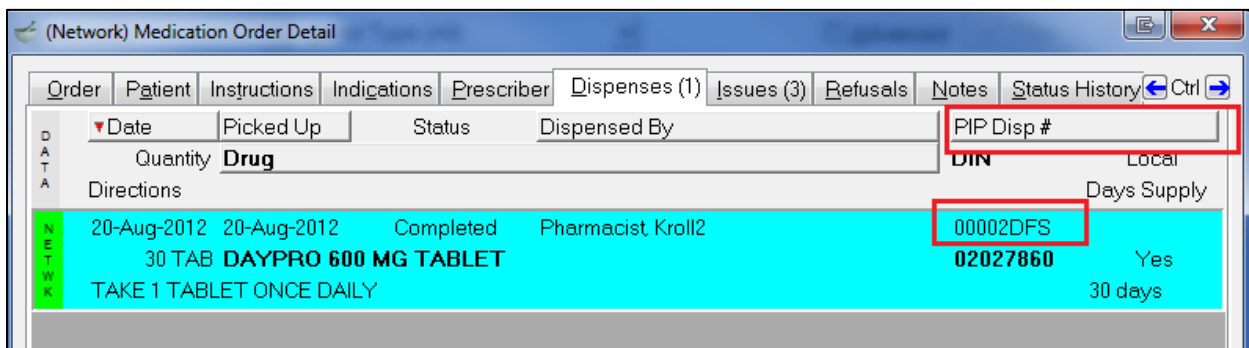 (Network) Medication Order Detail
Order Patient Instructions Indications Prescriber Dispenses (1) Issues (3) Refusals Notes Status History Ctrl
DATA
Date Picked Up Status Dispensed By PIP Disp #
Quantity Drug DIN Local
Directions Days Supply
NETWK
20-Aug-2012 20-Aug-2012 Completed Pharmacist, Kroll2 00002DFS
30 TAB DAYPRO 600 MG TABLET 02027860 Yes
TAKE 1 TABLET ONCE DAILY 30 days